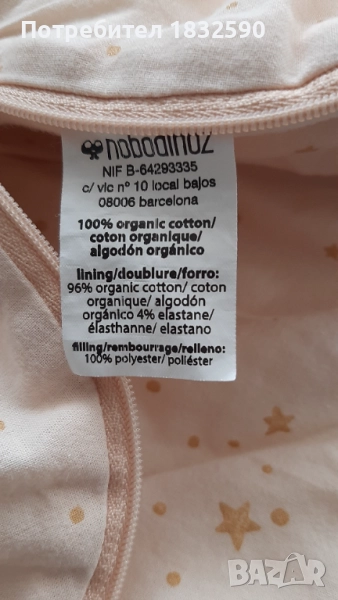 Потребител 1832590
nobodinoz
NIF B-64293335
c/ vic nº 10 local bajos
08006 barcelona
100% organic cotton/
coton organique/
algodón orgánico
lining/doublure/forro:
96% organic cotton/ coton
organique/ algodón
orgánico 4% elastane/
élasthanne/ elastano
filling/rembourrage/relleno:
100% polyester/ poliéster
BAZAR